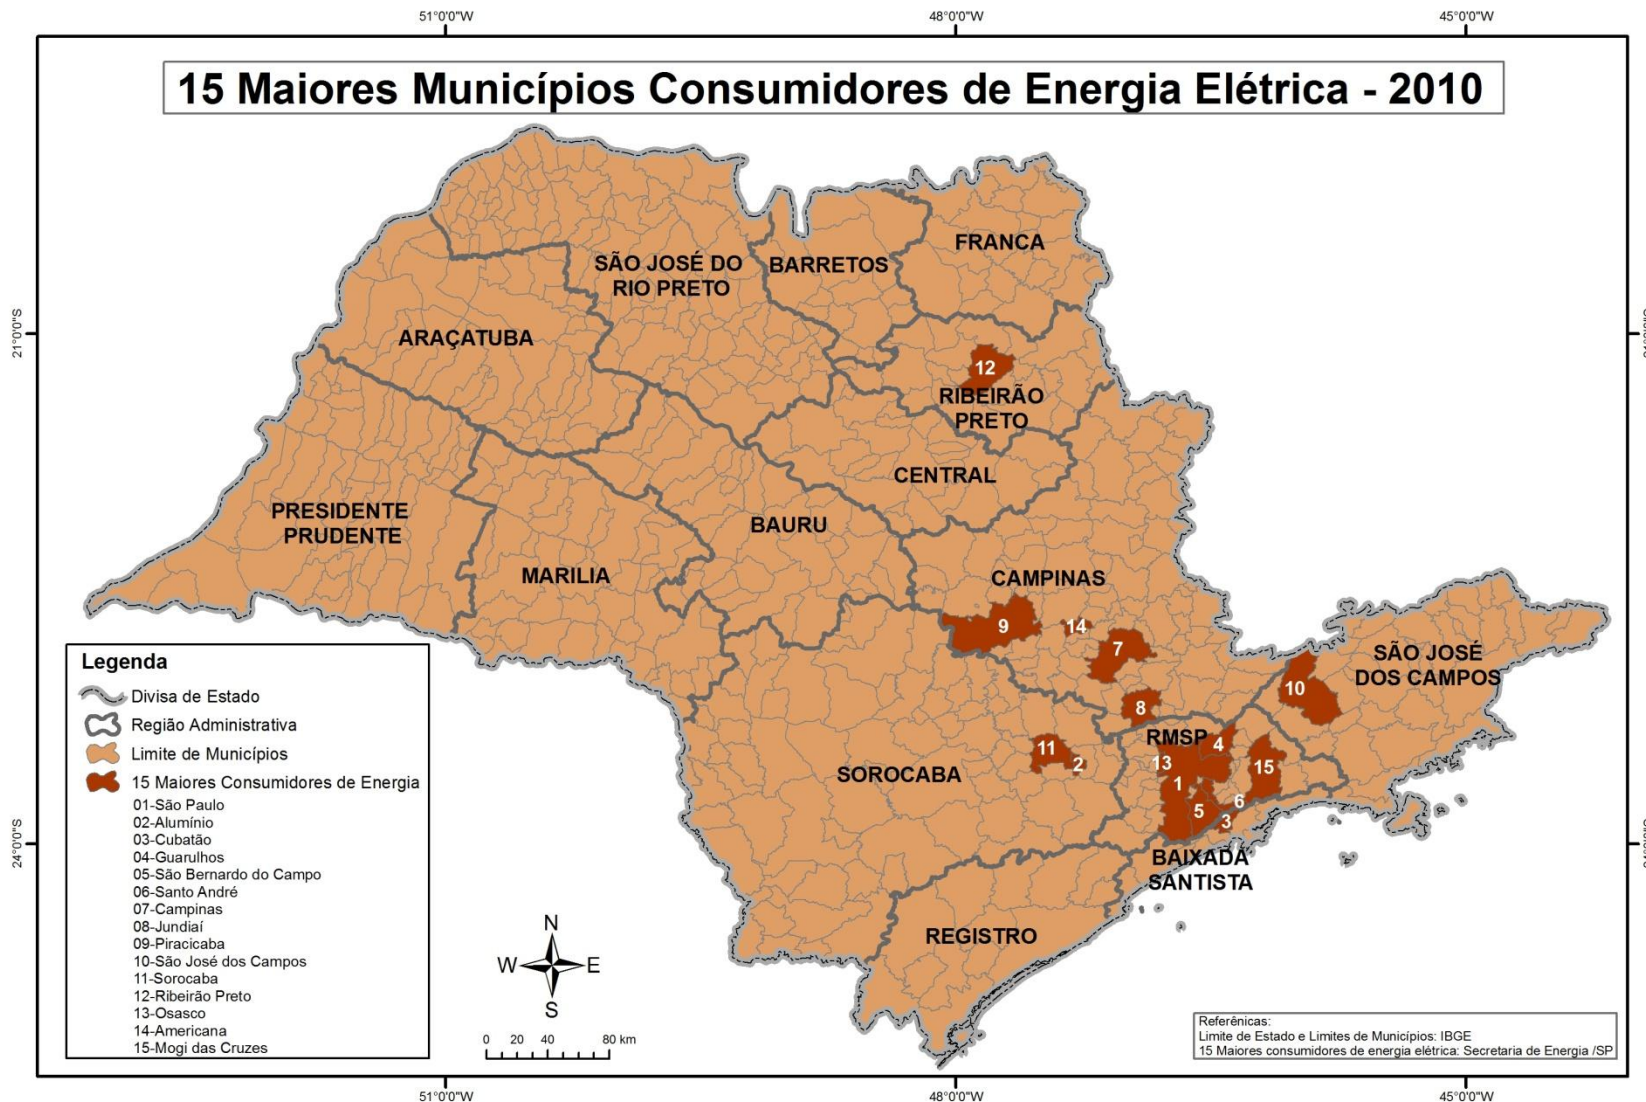 51°0'0"W 48°0'0"W 45°0'0"W
15 Maiores Municípios Consumidores de Energia Elétrica - 2010
FRANCA
SÃO JOSÉ DO
RIO PRETO
BARRETOS
21°0'0"S
ARAÇATUBA
12
RIBEIRÃO
PRETO
CENTRAL
PRESIDENTE
PRUDENTE
BAURU
MARILIA
CAMPINAS
9
14
7
SÃO JOSÉ
DOS CAMPOS
10
8
RMSP
4
11
13
2
15
SOROCABA
1
6
5
3
24°0'0"S
BAIXADA
SANTISTA
REGISTRO
Legenda
Divisa de Estado
Região Administrativa
Limite de Municípios
15 Maiores Consumidores de Energia
01-São Paulo
02-Alumínio
03-Cubatão
04-Guarulhos
05-São Bernardo do Campo
06-Santo André
07-Campinas
08-Jundiaí
09-Piracicaba
10-São José dos Campos
11-Sorocaba
12-Ribeirão Preto
13-Osasco
14-Americana
15-Mogi das Cruzes
N
W E
S
0 20 40 80 km
Referênicas:
Limite de Estado e Limites de Municípios: IBGE
15 Maiores consumidores de energia elétrica: Secretaria de Energia /SP
51°0'0"W 48°0'0"W 45°0'0"W